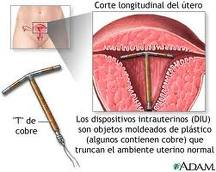 Corte longitudinal del útero
"T" de
cobre
Los dispositivos intrauterinos (DIU)
son objetos moldeados de plástico
(algunos contienen cobre) que
truncan el ambiente uterino normal
ADAM.